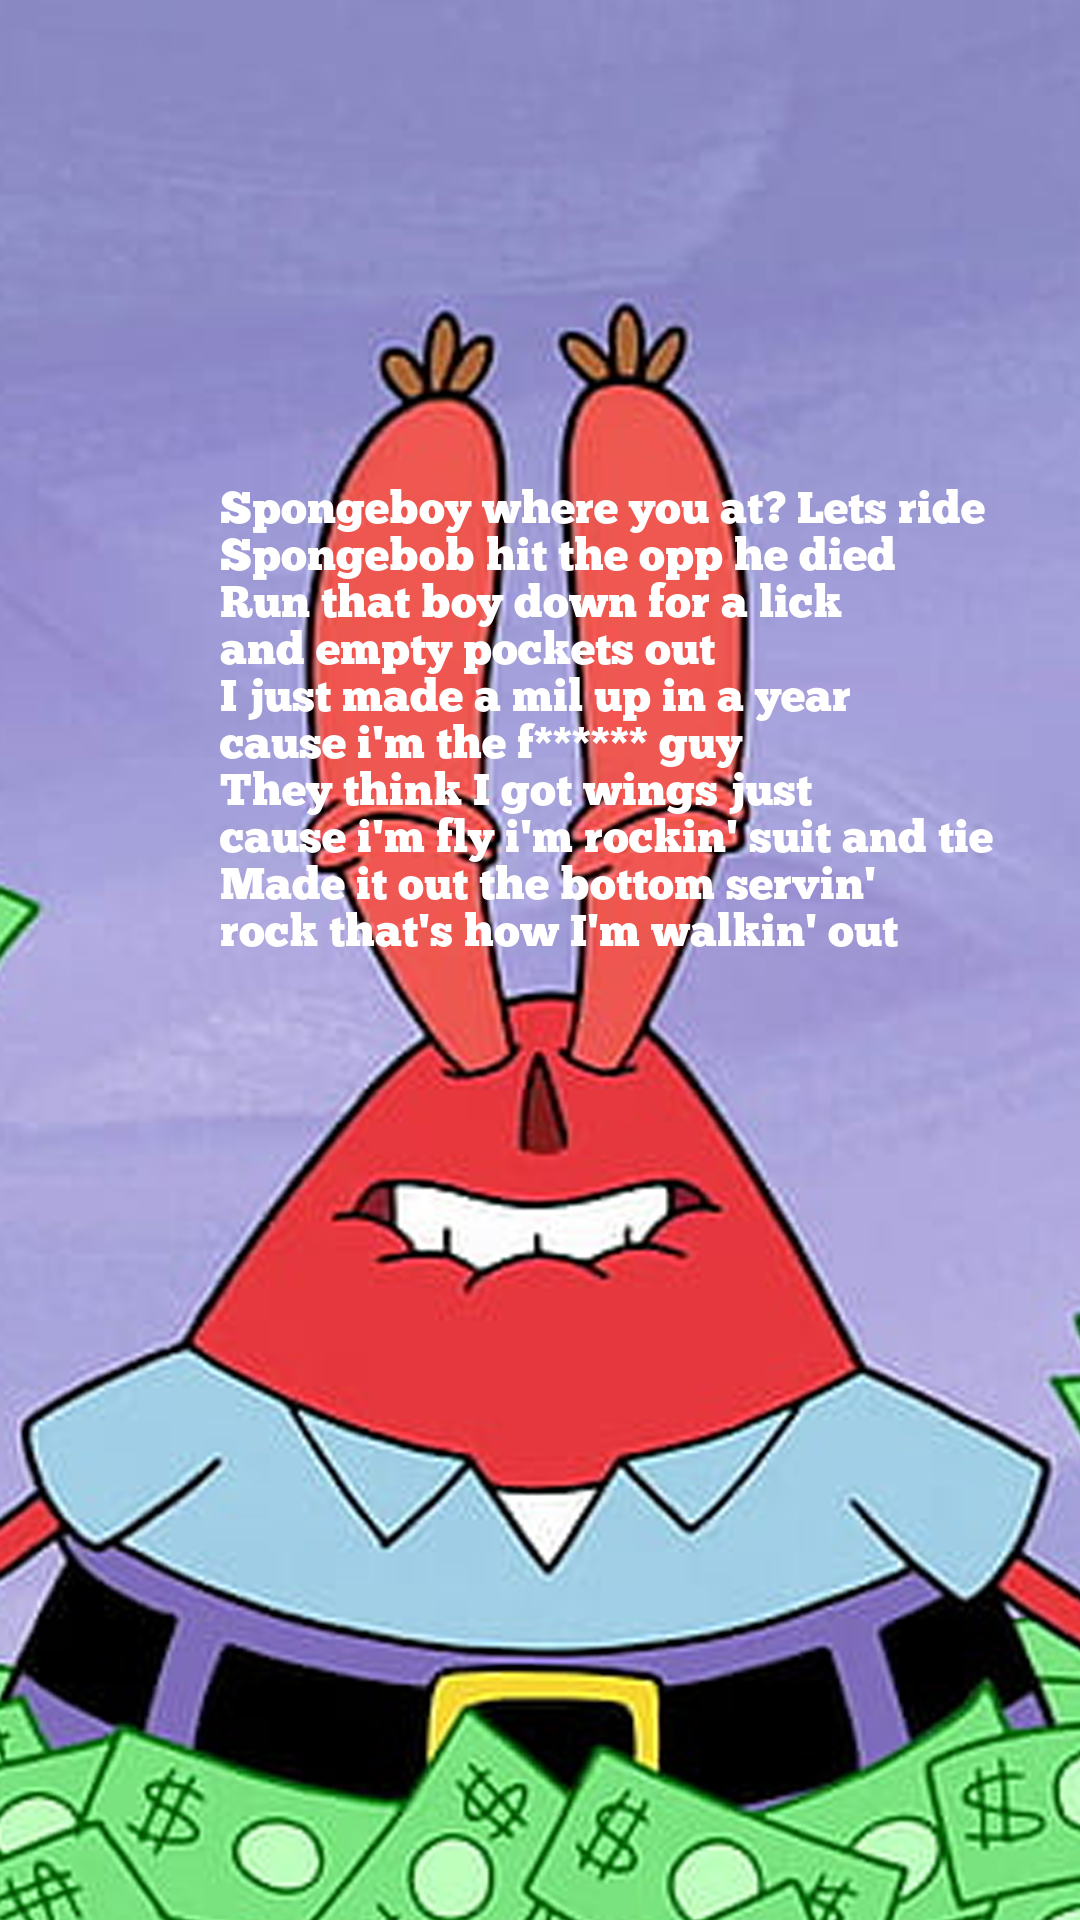 Spongeboy where you at? Lets ride
Spongebob hit the opp he died
Run that boy down for a lick
and empty pockets out
I just made a mil up in a year
cause i'm the f****** guy
They think I got wings just
cause i'm fly i'm rockin' suit and tie
Made it out the bottom servin'
rock that's how I'm walkin' out
$
$
$
$
$
$